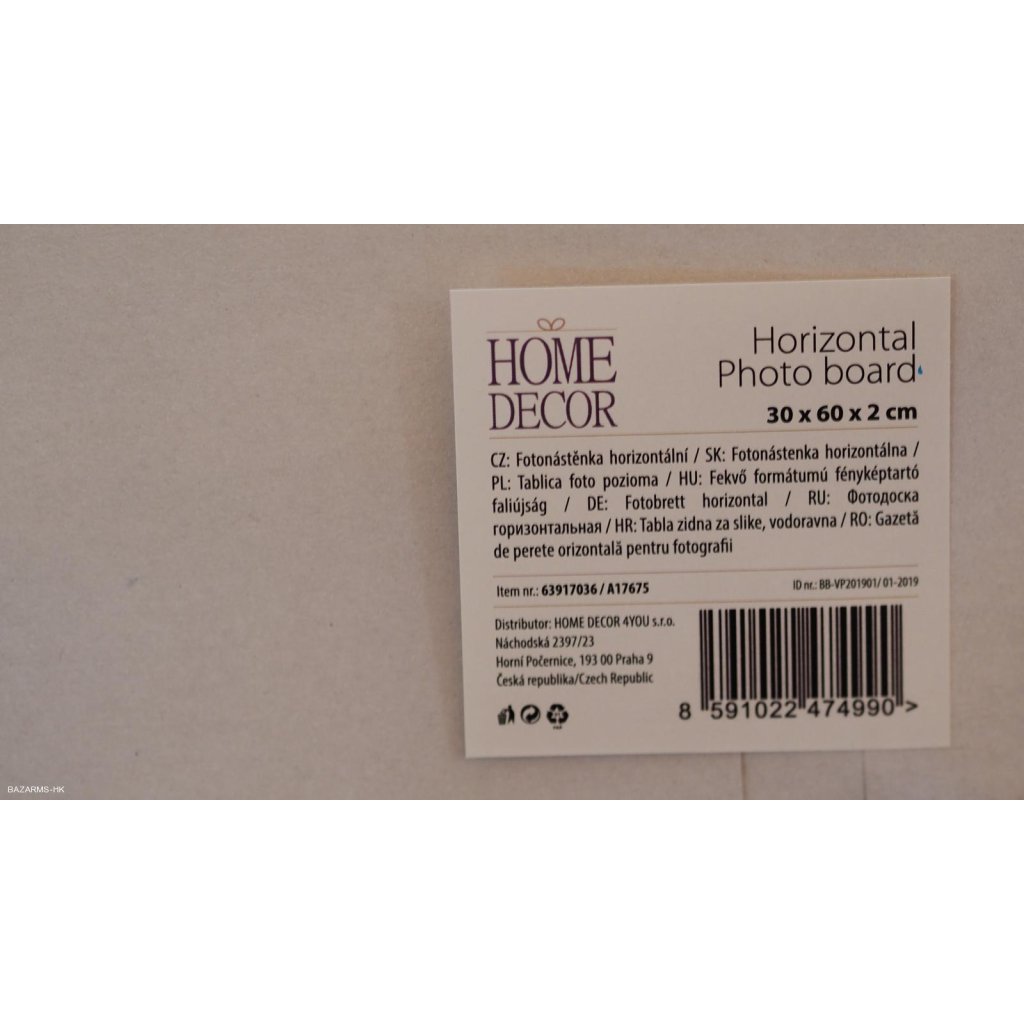 HOME
DECOR
Horizontal
Photo board
30 x 60 x 2 cm
CZ: Fotonástěnka horizontální / SK: Fotonástenka horizontálna /
PL: Tablica foto pozioma / HU: Fekvő formátumú fényképtartó
faliújság / DE: Fotobrett horizontal / RU: Фотодоска
горизонтальная / HR: Tabla zidna za slike, vodoravna / RO: Gazetă
de perete orizontală pentru fotografii
Item nr.: 63917036 / A17675
ID nr.: BB-VP201901/ 01-2019
Distributor: HOME DECOR 4YOU s.r.o.
Náchodská 2397/23
Horní Počernice, 193 00 Praha 9
Česká republika/Czech Republic
8 591022 474990 >
BAZARMS-HK